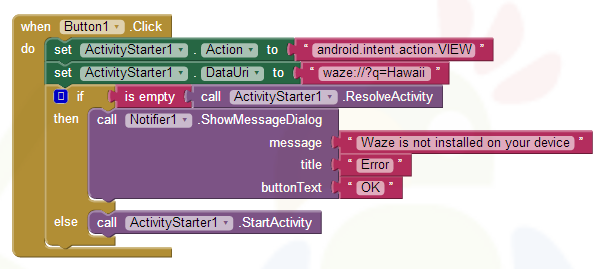 when Button1 .Click
do set ActivityStarter1 . Action to " android.intent.action.VIEW "
set ActivityStarter1 . DataUri to " waze://?q=Hawaii "
if is empty call ActivityStarter1 .ResolveActivity
then call Notifier1 .ShowMessageDialog
message " Waze is not installed on your device "
title " Error "
buttonText " OK "
else call ActivityStarter1 .StartActivity